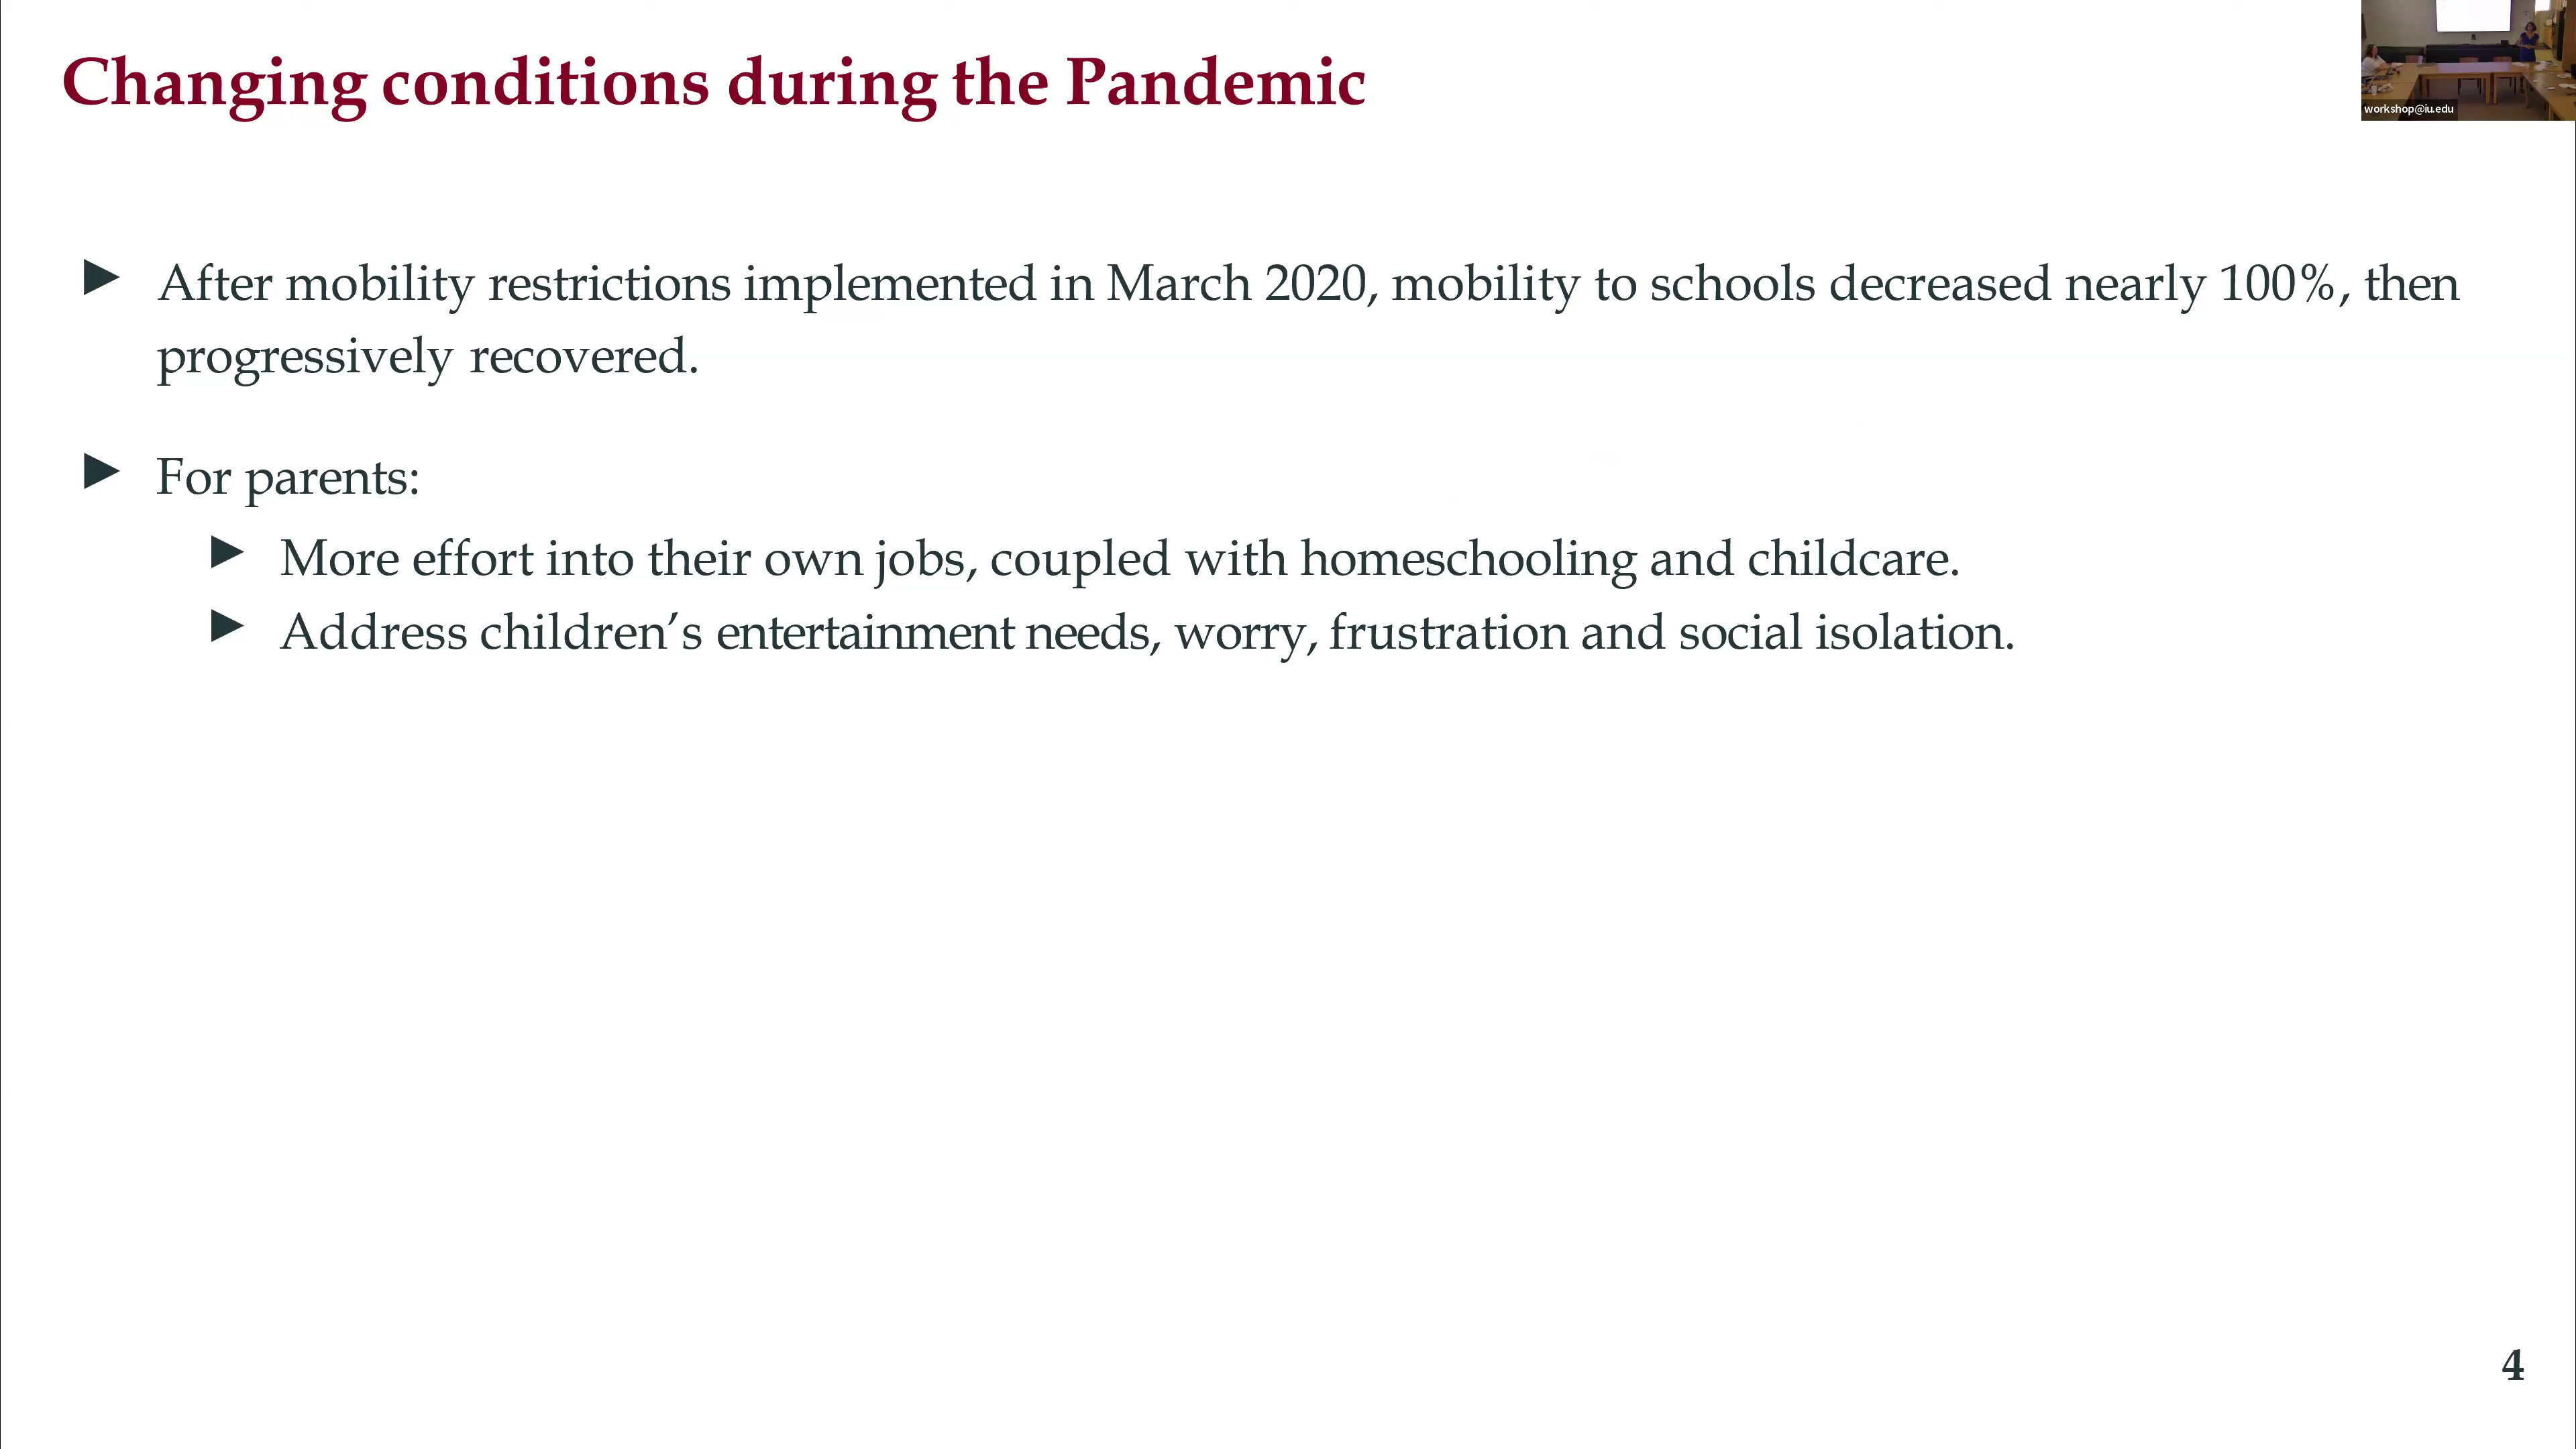 Changing conditions during the Pandemic
workshop@iu.edu
▶ After mobility restrictions implemented in March 2020, mobility to schools decreased nearly 100%, then
progressively recovered.
▶ For parents:
▶ More effort into their own jobs, coupled with homeschooling and childcare.
▶ Address children’s entertainment needs, worry, frustration and social isolation.
4